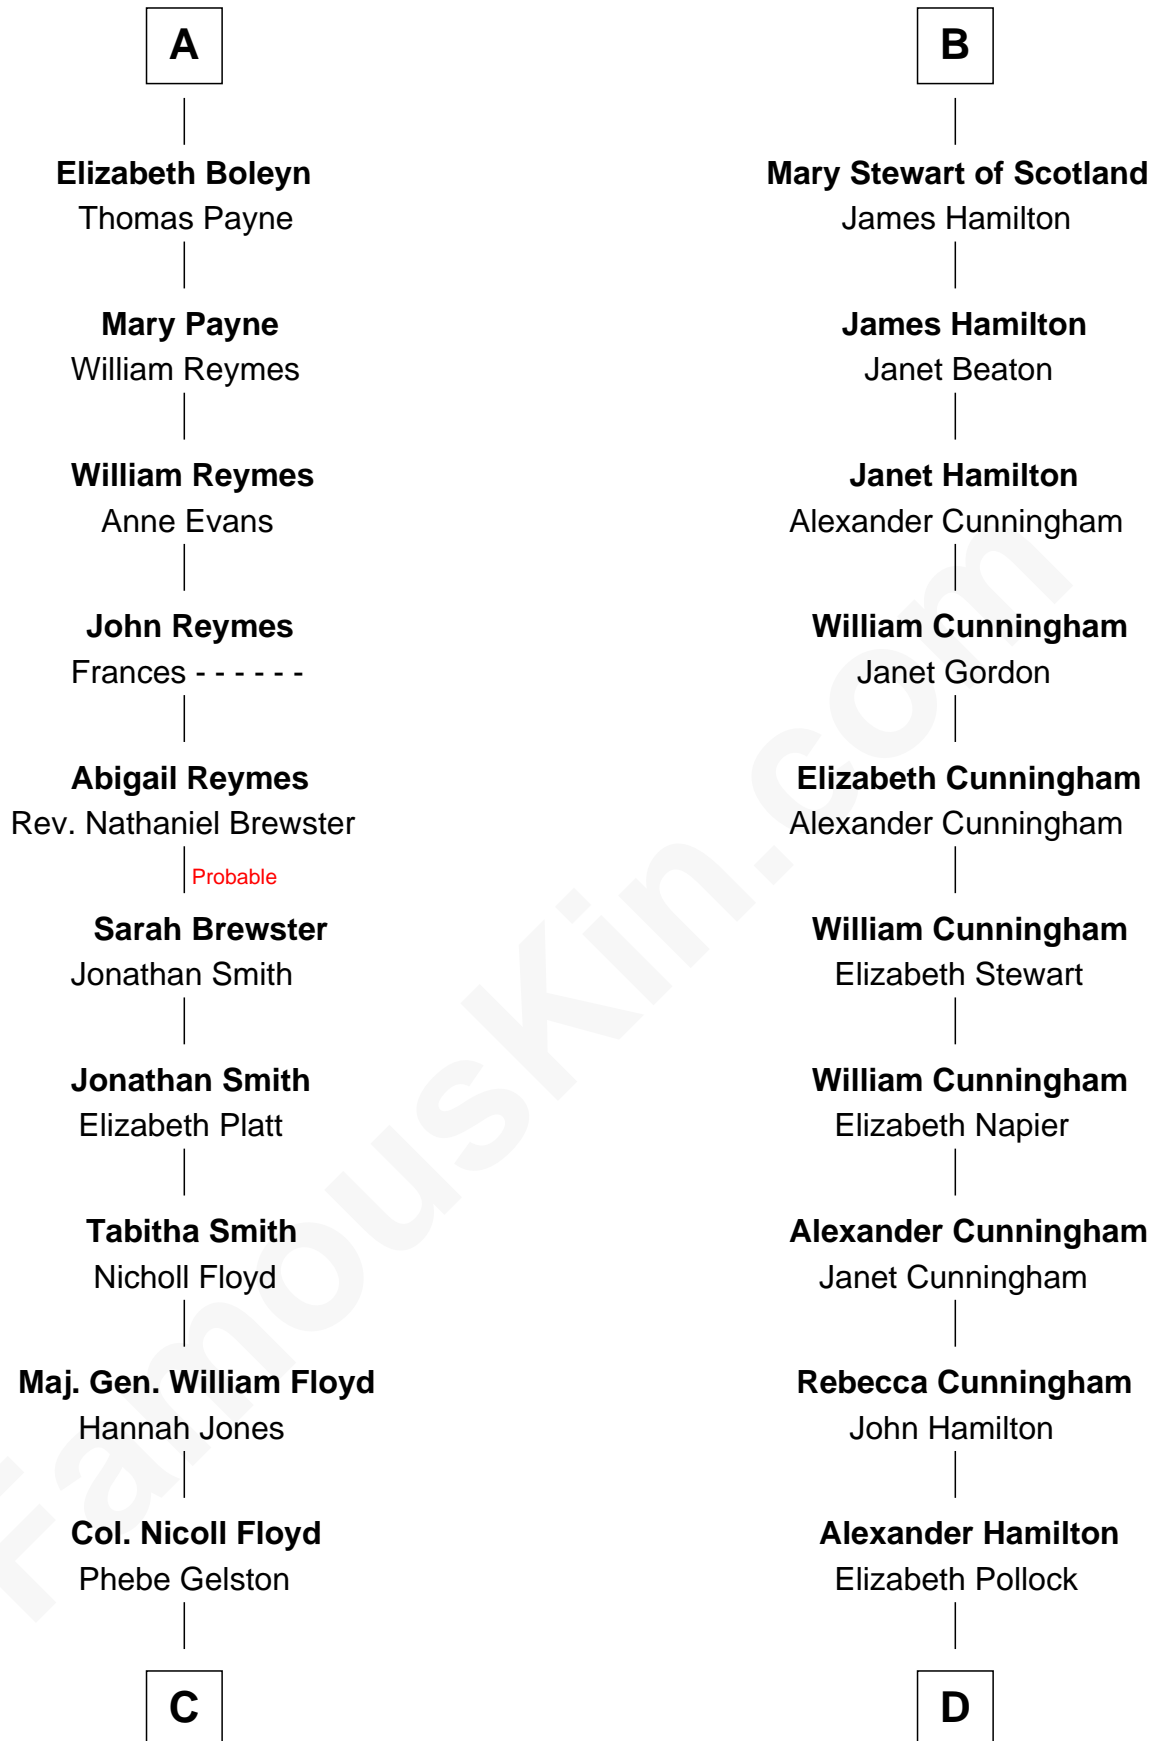 A
Elizabeth Boleyn
Thomas Payne
Mary Payne
William Reymes
William Reymes
Anne Evans
John Reymes
Frances - - - - - -
Abigail Reymes
Rev. Nathaniel Brewster
Probable
Sarah Brewster
Jonathan Smith
Jonathan Smith
Elizabeth Platt
Tabitha Smith
Nicholl Floyd
Maj. Gen. William Floyd
Hannah Jones
Col. Nicoll Floyd
Phebe Gelston
C
B
Mary Stewart of Scotland
James Hamilton
James Hamilton
Janet Beaton
Janet Hamilton
Alexander Cunningham
William Cunningham
Janet Gordon
Elizabeth Cunningham
Alexander Cunningham
William Cunningham
Elizabeth Stewart
William Cunningham
Elizabeth Napier
Alexander Cunningham
Janet Cunningham
Rebecca Cunningham
John Hamilton
Alexander Hamilton
Elizabeth Pollock
D
FamousKin.com